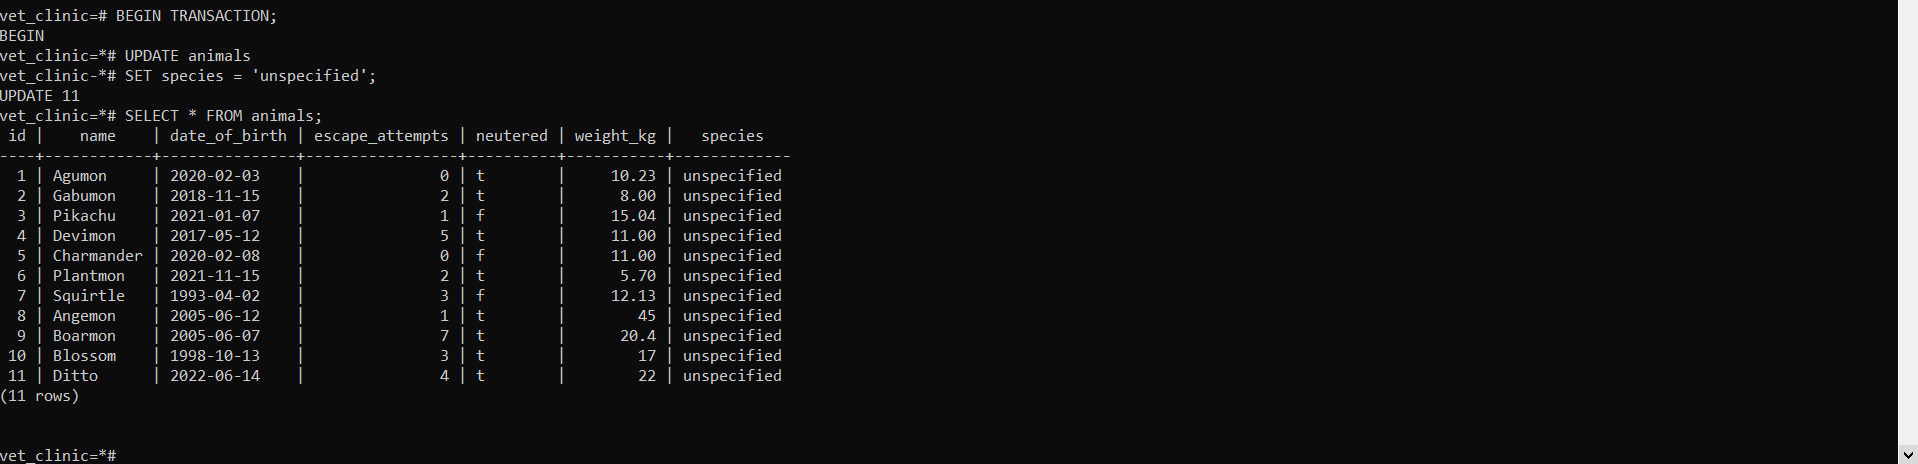 vet_clinic=# BEGIN TRANSACTION;
BEGIN
vet_clinic=*# UPDATE animals
vet_clinic-*# SET species = 'unspecified';
UPDATE 11
vet_clinic=*# SELECT * FROM animals;
 id |    name    | date_of_birth | escape_attempts | neutered | weight_kg |   species
----+------------+---------------+-----------------+----------+-----------+-------------
  1 | Agumon     | 2020-02-03    |               0 | t        |     10.23 | unspecified
  2 | Gabumon    | 2018-11-15    |               2 | t        |      8.00 | unspecified
  3 | Pikachu    | 2021-01-07    |               1 | f        |     15.04 | unspecified
  4 | Devimon    | 2017-05-12    |               5 | t        |     11.00 | unspecified
  5 | Charmander | 2020-02-08    |               0 | f        |     11.00 | unspecified
  6 | Plantmon   | 2021-11-15    |               2 | t        |      5.70 | unspecified
  7 | Squirtle   | 1993-04-02    |               3 | f        |     12.13 | unspecified
  8 | Angemon    | 2005-06-12    |               1 | t        |        45 | unspecified
  9 | Boarmon    | 2005-06-07    |               7 | t        |      20.4 | unspecified
 10 | Blossom    | 1998-10-13    |               3 | t        |        17 | unspecified
 11 | Ditto      | 2022-06-14    |               4 | t        |        22 | unspecified
(11 rows)
vet_clinic=*#